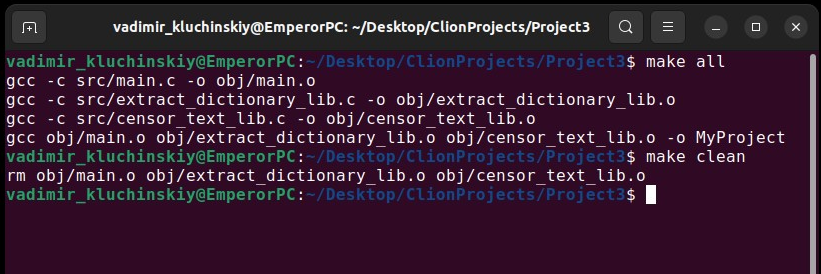 vadimir_kluchinskiy@EmperorPC: ~/Desktop/ClionProjects/Project3
vadimir_kluchinskiy@EmperorPC:~/Desktop/ClionProjects/Project3$ make all
gcc -c src/main.c -o obj/main.o
gcc -c src/extract_dictionary_lib.c -o obj/extract_dictionary_lib.o
gcc -c src/censor_text_lib.c -o obj/censor_text_lib.o
gcc obj/main.o obj/extract_dictionary_lib.o obj/censor_text_lib.o -o MyProject
vadimir_kluchinskiy@EmperorPC:~/Desktop/ClionProjects/Project3$ make clean
rm obj/main.o obj/extract_dictionary_lib.o obj/censor_text_lib.o
vadimir_kluchinskiy@EmperorPC:~/Desktop/ClionProjects/Project3$